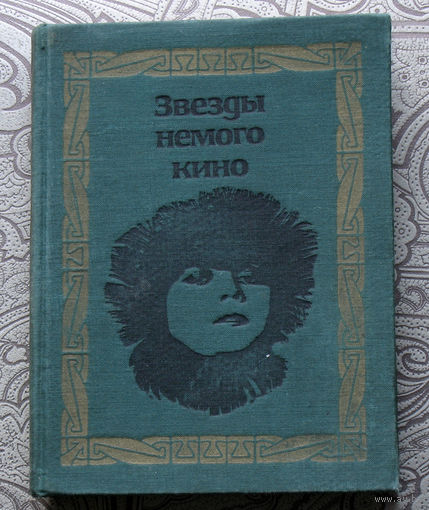 Звезды
немого
кино